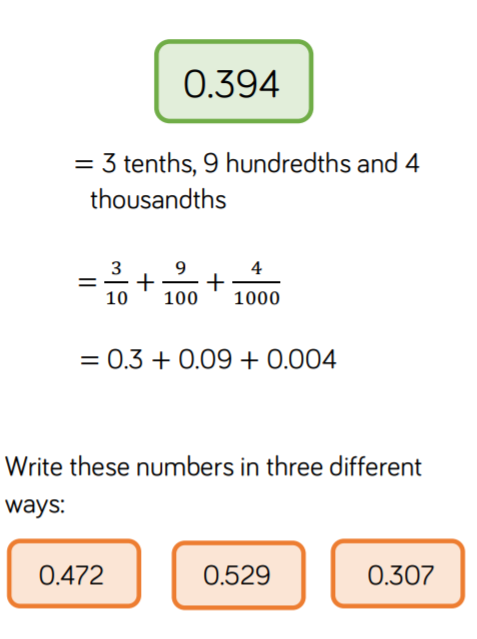 0.394
= 3 tenths, 9 hundredths and 4
thousandths
= 3/10 + 9/100 + 4/1000
= 0.3 + 0.09 + 0.004
Write these numbers in three different
ways:
0.472 0.529 0.307